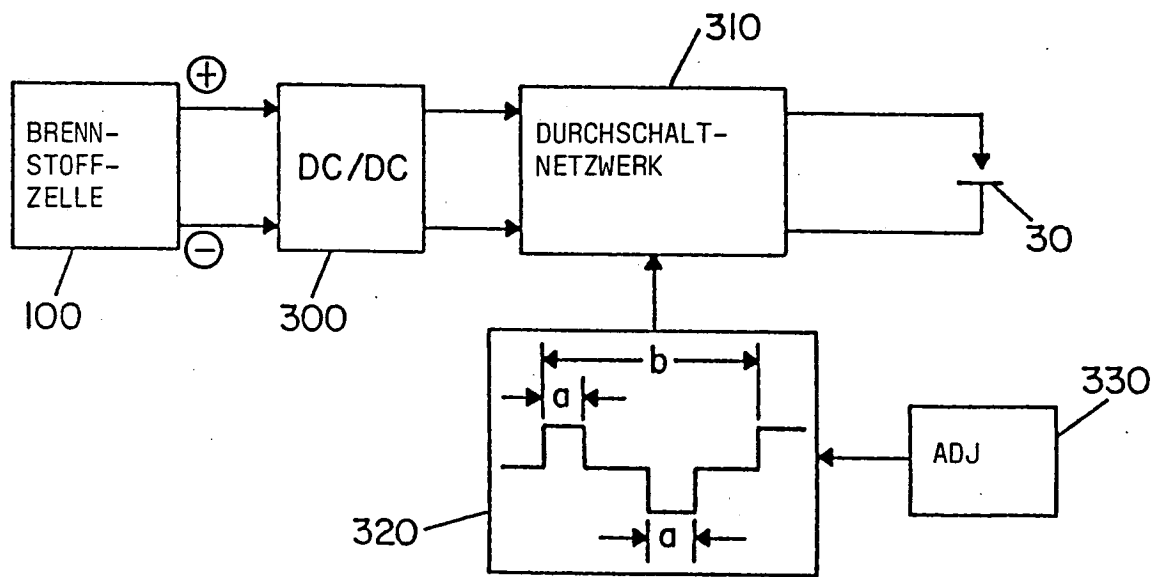 310
+
BRENN-
STOFF-
ZELLE
DC/DC
DURCHSCHALT-
NETZWERK
-
30
100
300
b
a
330
ADJ
320
a